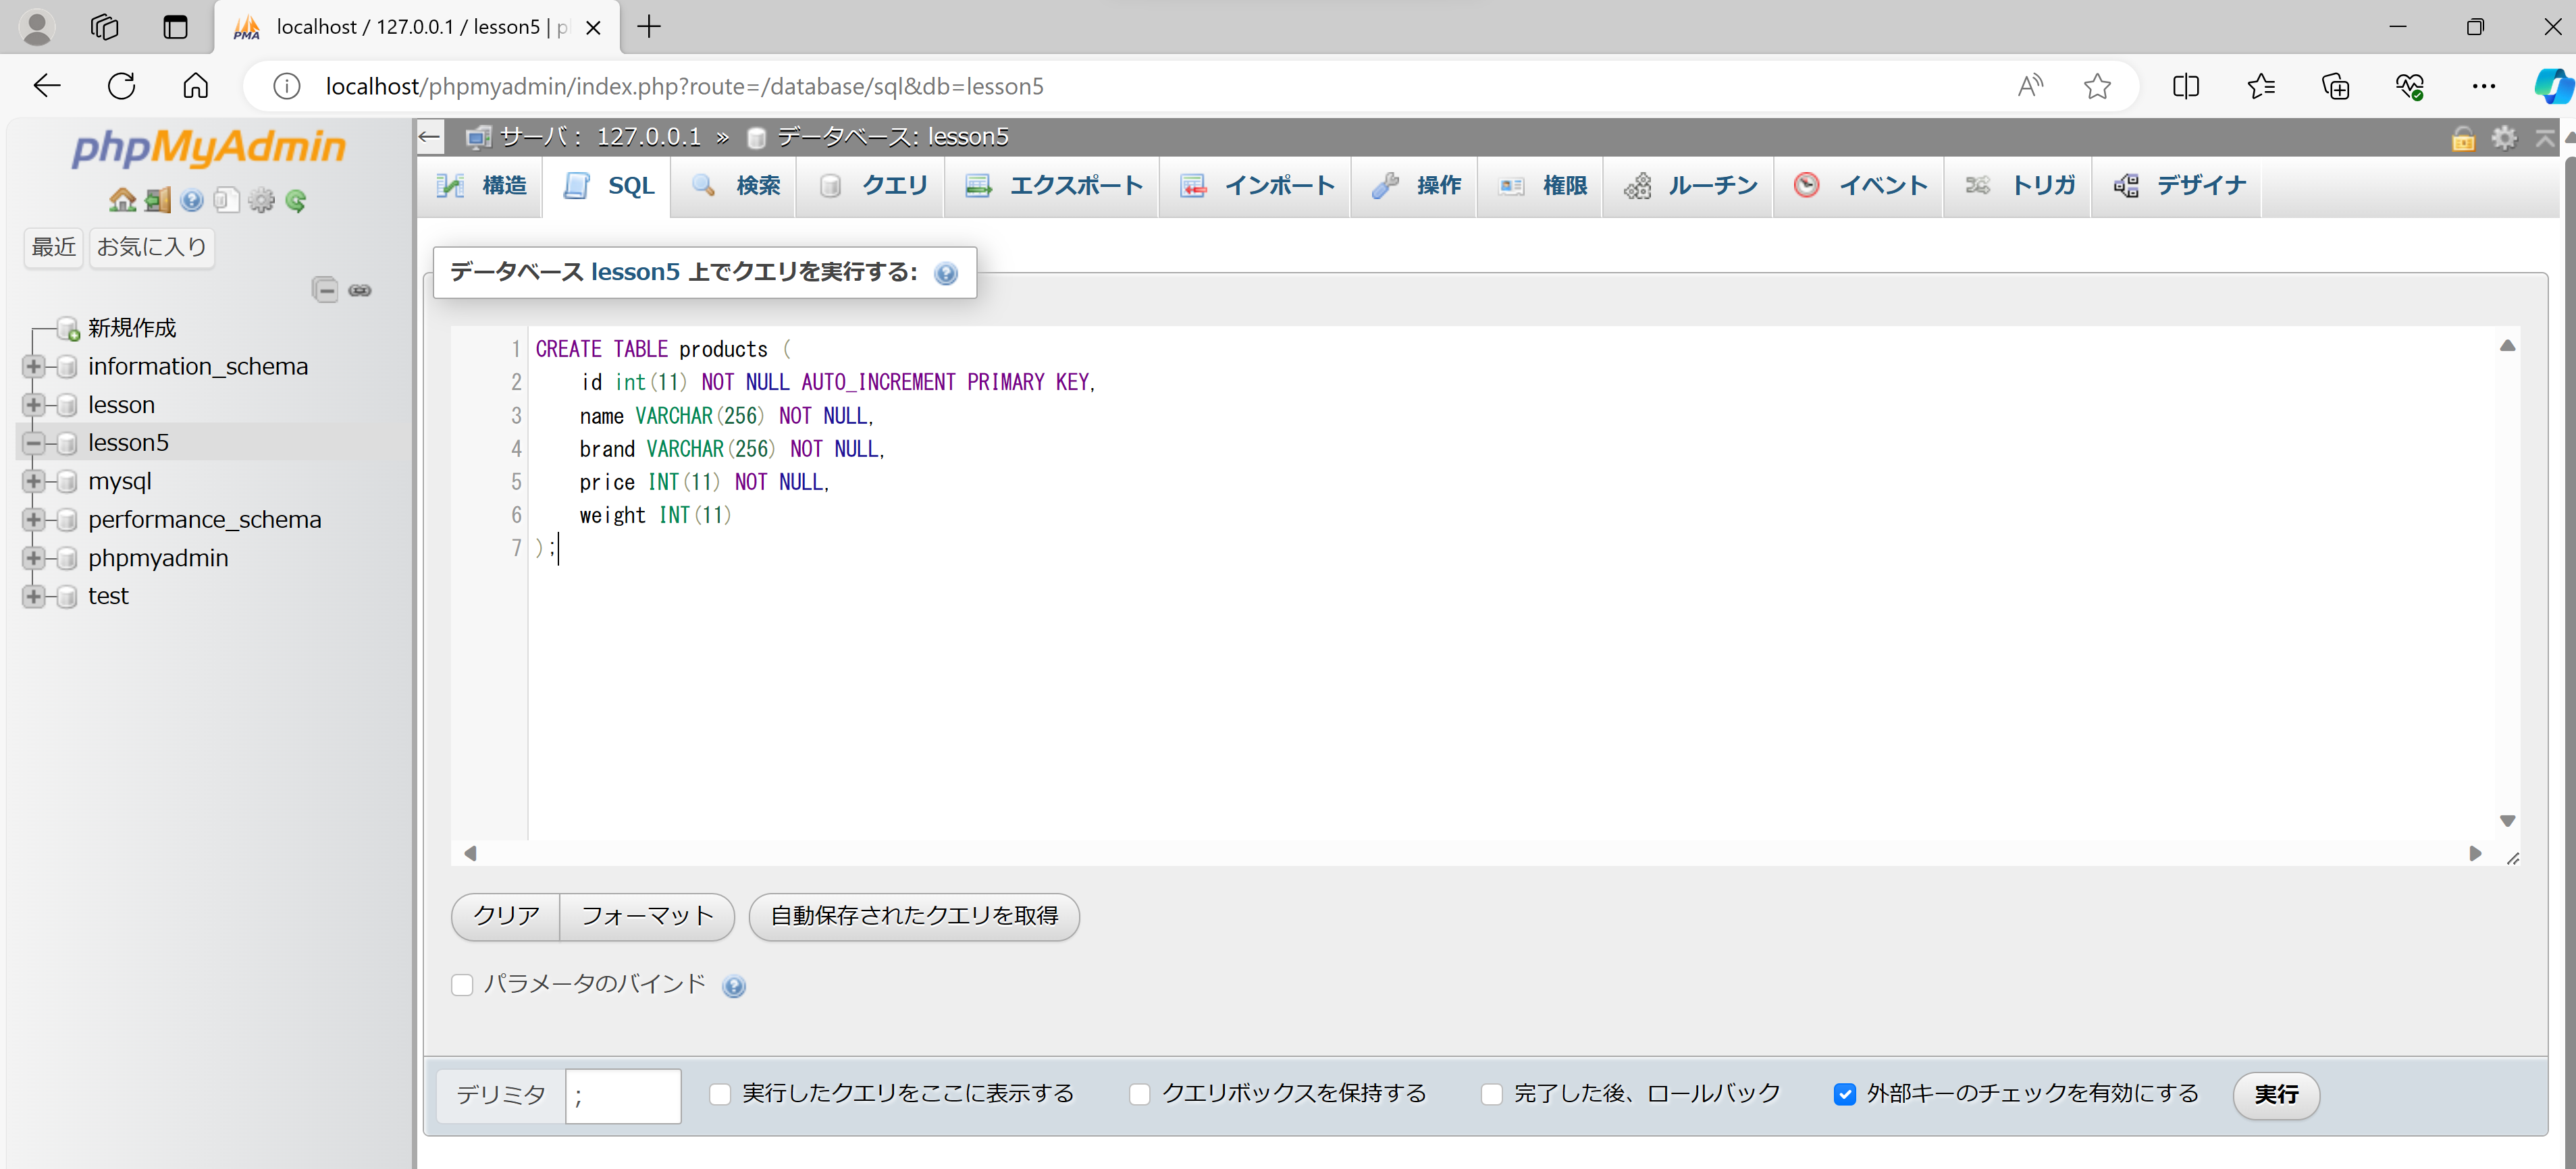 localhost / 127.0.0.1 / lesson5 | p
localhost/phpmyadmin/index.php?route=/database/sql&db=lesson5
phpMyAdmin
最近 お気に入り
新規作成
information_schema
lesson
lesson5
mysql
performance_schema
phpmyadmin
test
サーバ： 127.0.0.1 » データベース: lesson5
構造 SQL 検索 クエリ エクスポート インポート 操作 権限 ルーチン イベント トリガ デザイナ
データベース lesson5 上でクエリを実行する:
1 CREATE TABLE products (
2 id int(11) NOT NULL AUTO_INCREMENT PRIMARY KEY,
3 name VARCHAR(256) NOT NULL,
4 brand VARCHAR(256) NOT NULL,
5 price INT(11) NOT NULL,
6 weight INT(11)
7 );
クリア フォーマット 自動保存されたクエリを取得
パラメータのバインド
デリミタ ; 実行したクエリをここに表示する クエリボックスを保持する 完了した後、ロールバック 外部キーのチェックを有効にする 実行